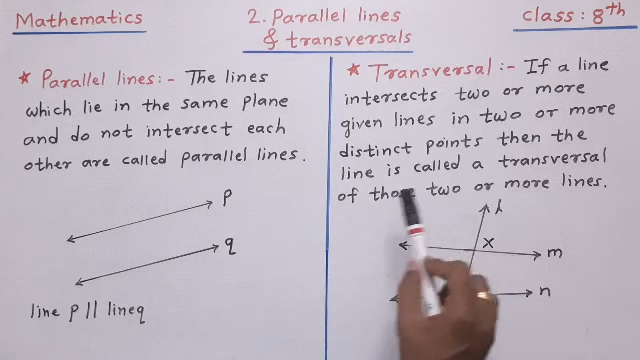 Mathematics
2. Parallel lines
& transversals
class : 8th
* Parallel lines :- The lines
which lie in the same plane
and do not intersect each
other are called parallel lines.
p
q
line p || line q
* Transversal :- If a line
intersects two or more
given lines in two or more
distinct points then the
line is called a transversal
of those two or more lines.
l
x
m
n